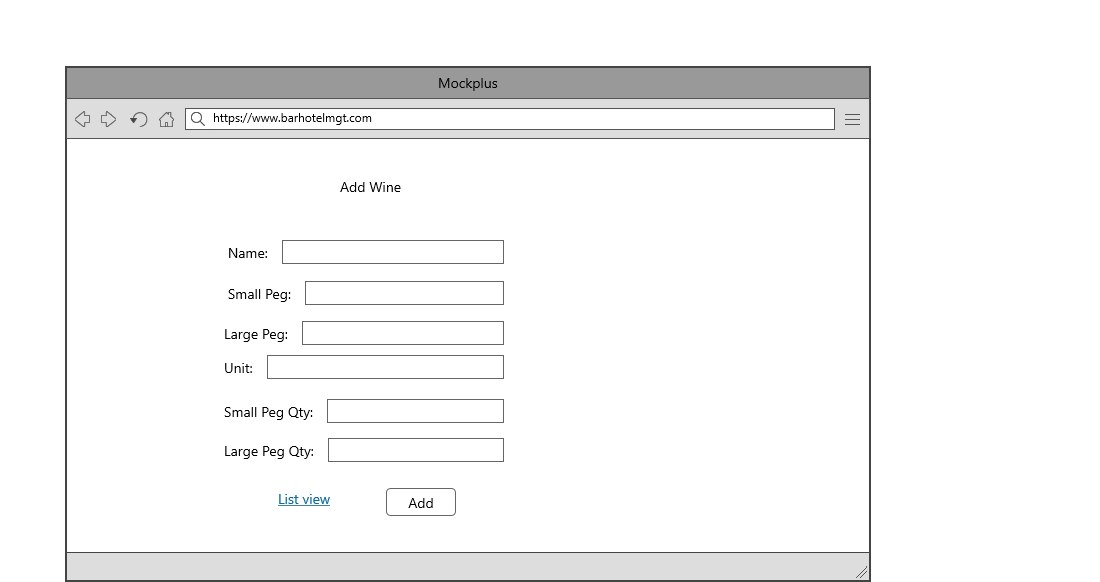 Mockplus
https://www.barhotelmgt.com
Add Wine
Name:
Small Peg:
Large Peg:
Unit:
Small Peg Qty:
Large Peg Qty:
List view Add